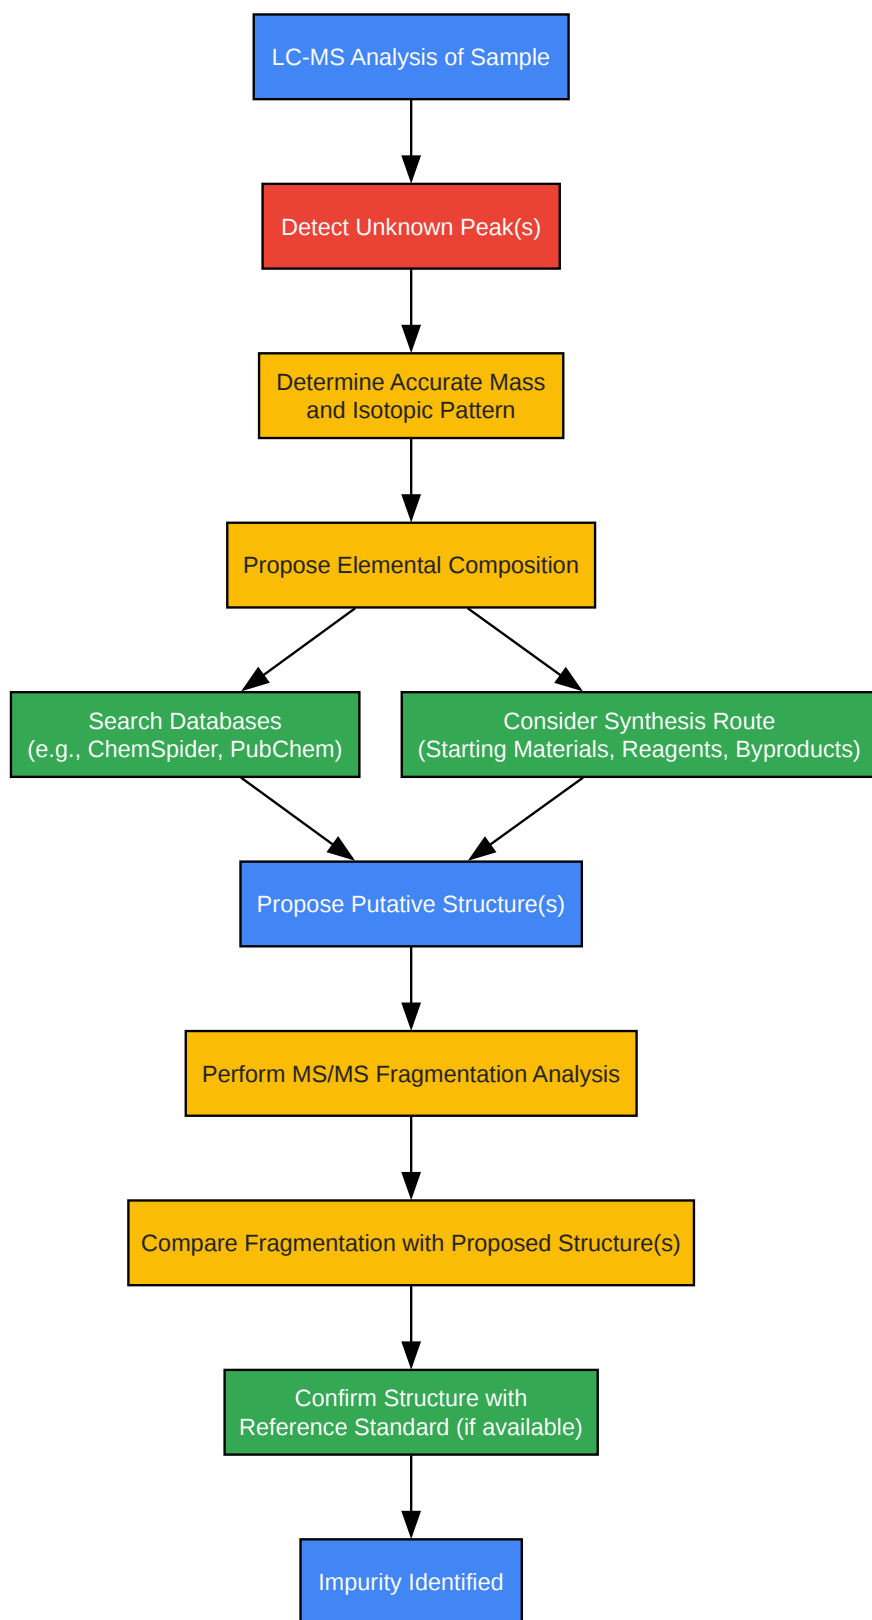 LC-MS Analysis of Sample
Detect Unknown Peak(s)
Determine Accurate Mass
and Isotopic Pattern
Propose Elemental Composition
Search Databases
(e.g., ChemSpider, PubChem)
Consider Synthesis Route
(Starting Materials, Reagents, Byproducts)
Propose Putative Structure(s)
Perform MS/MS Fragmentation Analysis
Compare Fragmentation with Proposed Structure(s)
Confirm Structure with
Reference Standard (if available)
Impurity Identified